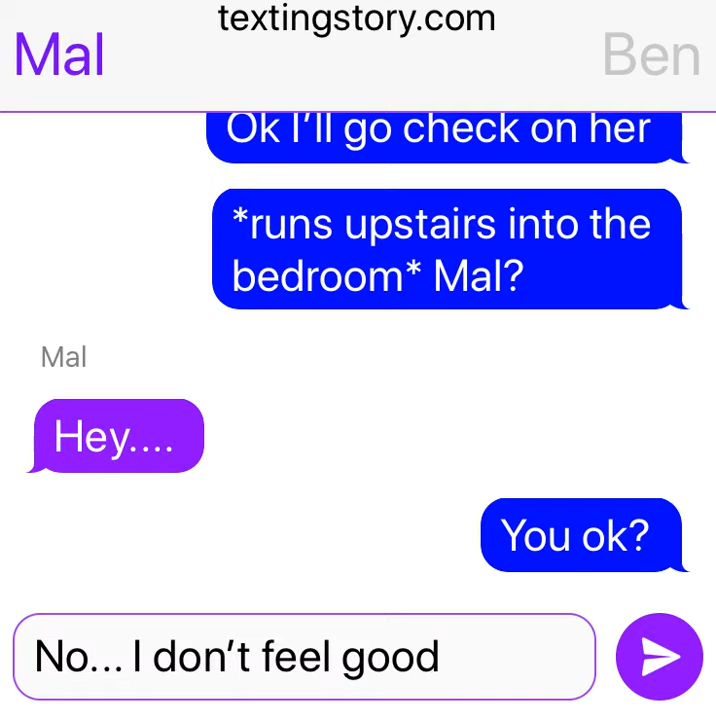 textingstory.com
Mal
Ben
Ok I'll go check on her
*runs upstairs into the
bedroom* Mal?
Mal
Hey....
You ok?
No... I don't feel good